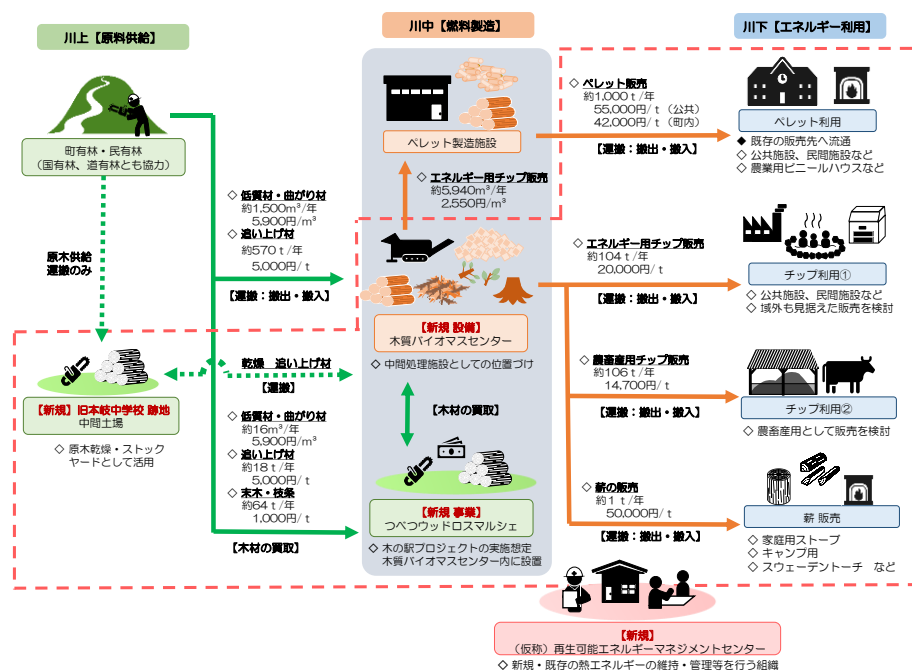 川上【原料供給】
川中【燃料製造】
川下【エネルギー利用】
町有林・民有林
（国有林、道有林とも協力）
原木供給
運搬のみ
◇ 低質材・曲がり材
約1,500m³/年
5,900円/m³
◇ 追い上げ材
約570ｔ/年
5,000円/ｔ
【運搬：搬出・搬入】
ペレット製造施設
◇ エネルギー用チップ販売
約5,940m³/年
2,550円/m³
◇ ペレット販売
約1,000ｔ/年
55,000円/ｔ（公共）
42,000円/ｔ（町内）
【運搬：搬出・搬入】
ペレット利用
◆ 既存の販売先へ流通
◇ 公共施設、民間施設など
◇ 農業用ビニールハウスなど
【新規 設備】
木質バイオマスセンター
◇ 中間処理施設としての位置づけ
◇ エネルギー用チップ販売
約104ｔ/年
20,000円/ｔ
【運搬：搬出・搬入】
チップ利用①
◇ 公共施設、民間施設など
◇ 域外も見据えた販売を検討
乾燥　追い上げ材
【運搬】
【新規】旧本岐中学校 跡地
中間土場
◇ 原木乾燥・ストック
ヤードとして活用
【木材の買取】
◇ 農畜産用チップ販売
約106ｔ/年
14,700円/ｔ
【運搬：搬出・搬入】
チップ利用②
◇ 農畜産用として販売を検討
◇ 低質材・曲がり材
約16m³/年
5,900円/m³
◇ 追い上げ材
約18ｔ/年
5,000円/ｔ
◇ 末木・枝条
約64ｔ/年
1,000円/ｔ
【木材の買取】
【新規 事業】
つべつウッドロスマルシェ
◇ 木の駅プロジェクトの実施想定
木質バイオマスセンター内に設置
◇ 薪の販売
約1ｔ/年
50,000円/ｔ
【運搬：搬出・搬入】
薪 販売
◇ 家庭用ストーブ
◇ キャンプ用
◇ スウェーデントーチ　など
【新規】
（仮称）再生可能エネルギーマネジメントセンター
◇ 新規・既存の熱エネルギーの維持・管理等を行う組織